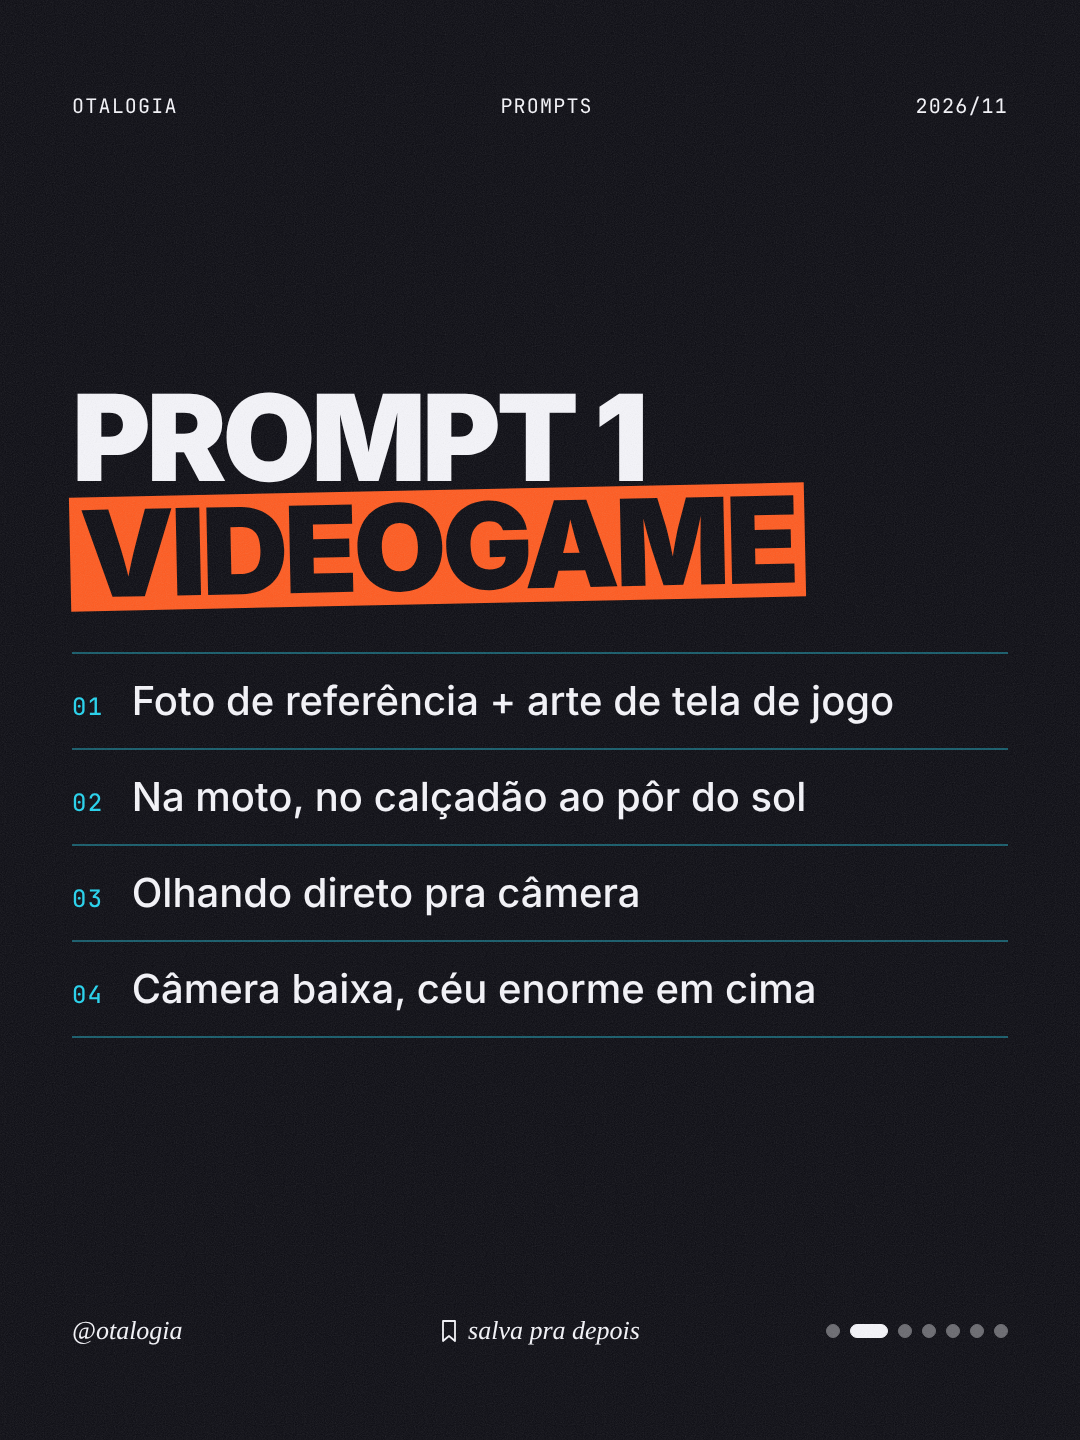 OTALOGIA PROMPTS 2026/11
PROMPT 1
VIDEOGAME
01 Foto de referência + arte de tela de jogo
02 Na moto, no calçadão ao pôr do sol
03 Olhando direto pra câmera
04 Câmera baixa, céu enorme em cima
@otalogia salva pra depois